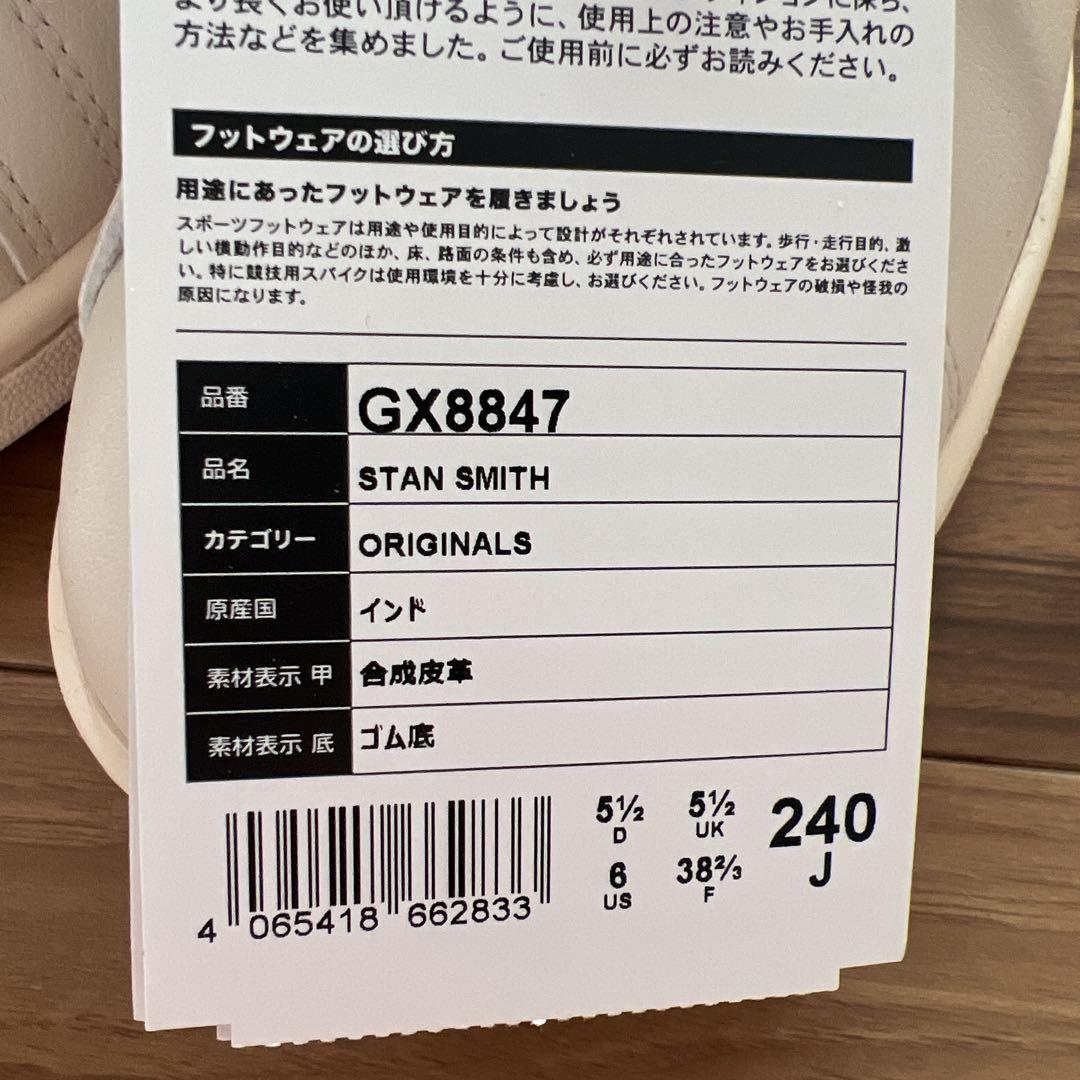 より長くお使い頂けるように、使用上の注意やお手入れの
方法などを集めました。ご使用前に必ずお読みください。
フットウェアの選び方
用途にあったフットウェアを履きましょう
スポーツフットウェアは用途や使用目的によって設計がそれぞれされています。歩行・走行目的、激
しい横動作目的などのほか、床、路面の条件も含め、必ず用途に合ったフットウェアをお選びくださ
い。特に競技用スパイクは使用環境を十分に考慮し、お選びください。フットウェアの破損や怪我の
原因になります。
品番 GX8847
品名 STAN SMITH
カテゴリー ORIGINALS
原産国 インド
素材表示 甲 合成皮革
素材表示 底 ゴム底
5½ 5½ 240
D UK J
6 38⅔
US F
4 065418 662833